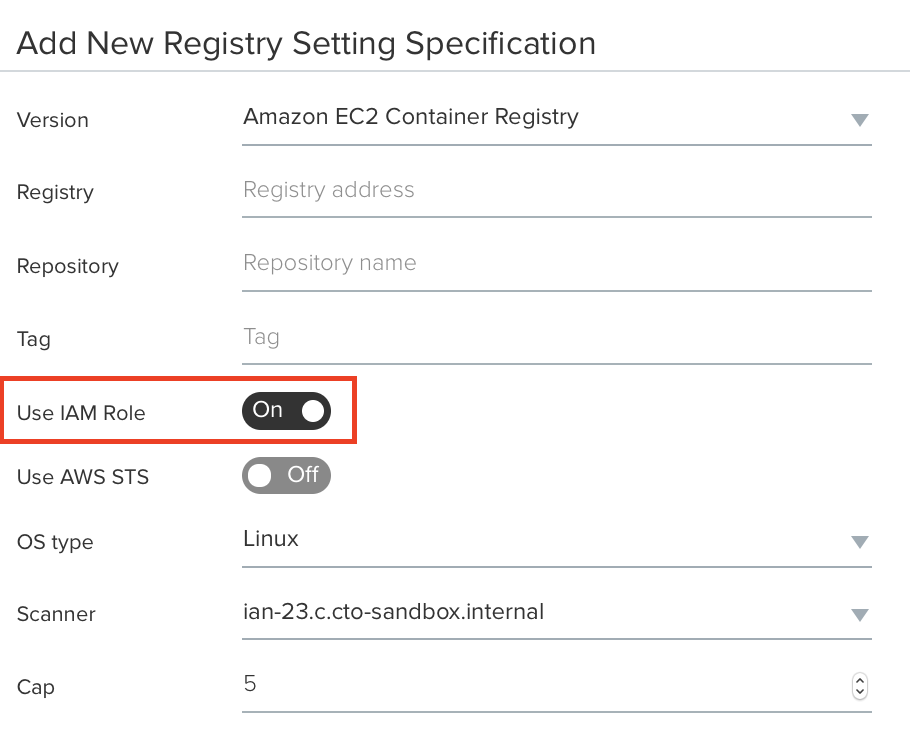 Add New Registry Setting Specification
Version Amazon EC2 Container Registry
Registry Registry address
Repository Repository name
Tag Tag
Use IAM Role On
Use AWS STS Off
OS type Linux
Scanner ian-23.c.cto-sandbox.internal
Cap 5